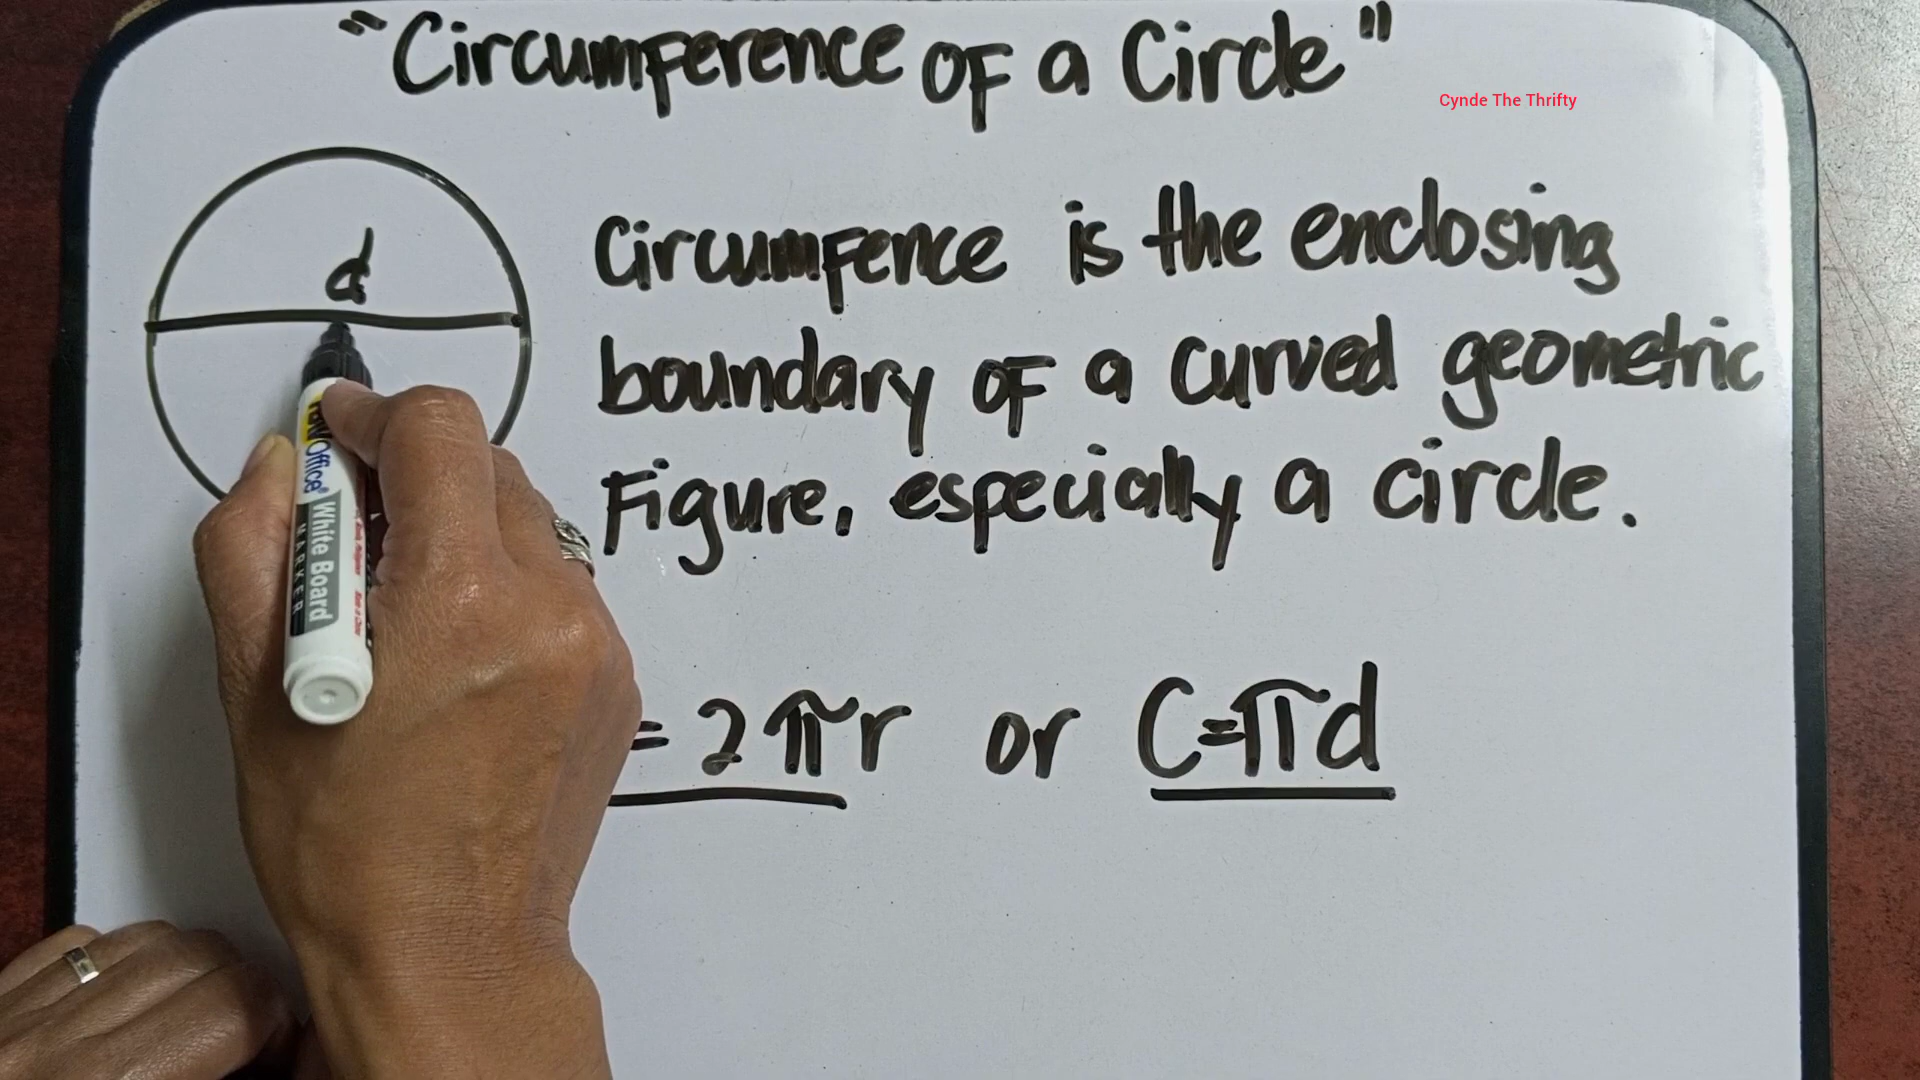 "Circumference of a Circle"
Cynde The Thrifty
d
Circumfence is the enclosing
boundary of a curved geometric
Figure, especially a circle.
= 2πr or C=πd
Office®
White Board
MARKER